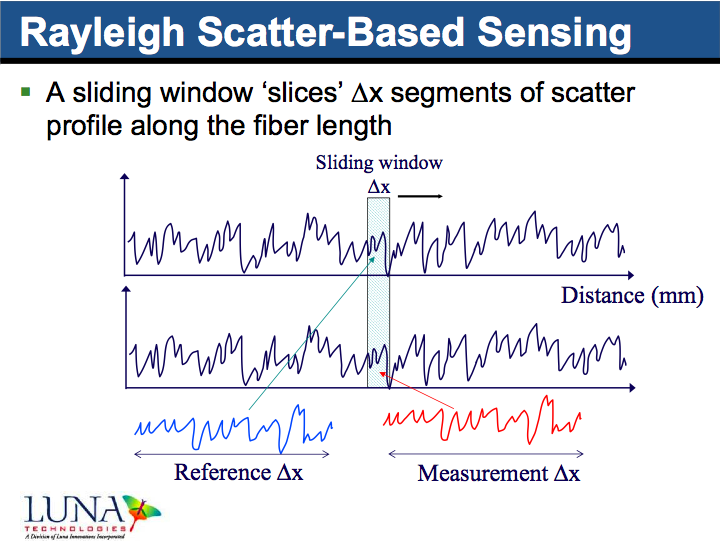 Rayleigh Scatter-Based Sensing
▪ A sliding window ‘slices’ Δx segments of scatter
profile along the fiber length
Sliding window
Δx
Distance (mm)
Reference Δx
Measurement Δx
LUNA
TECHNOLOGIES
A Division of Luna Innovations Incorporated